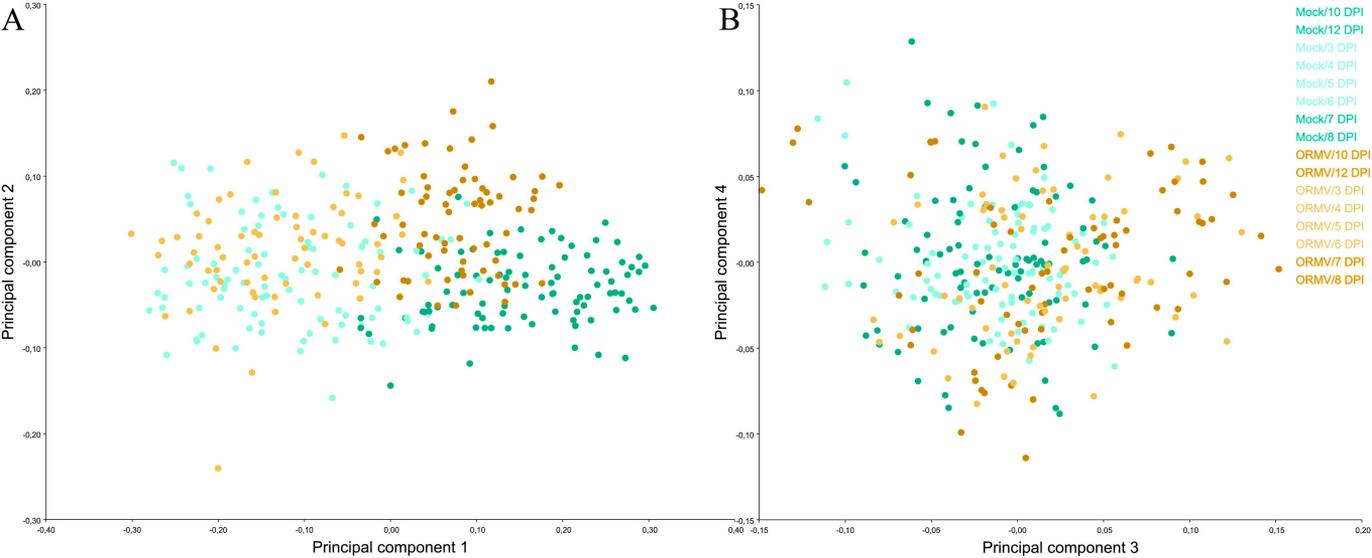 A
0,30
0,20
0,10
-0,00
-0,10
-0,20
-0,30
Principal component 2
-0,40
-0,30
-0,20
-0,10
0,00
0,10
0,20
0,30
0,40
Principal component 1
B
0,15
0,10
0,05
-0,00
-0,05
-0,10
-0,15
Principal component 4
-0,15
-0,10
-0,05
-0,00
0,05
0,10
0,15
0,20
Principal component 3
Mock/10 DPI
Mock/12 DPI
Mock/3 DPI
Mock/4 DPI
Mock/5 DPI
Mock/6 DPI
Mock/7 DPI
Mock/8 DPI
ORMV/10 DPI
ORMV/12 DPI
ORMV/3 DPI
ORMV/4 DPI
ORMV/5 DPI
ORMV/6 DPI
ORMV/7 DPI
ORMV/8 DPI